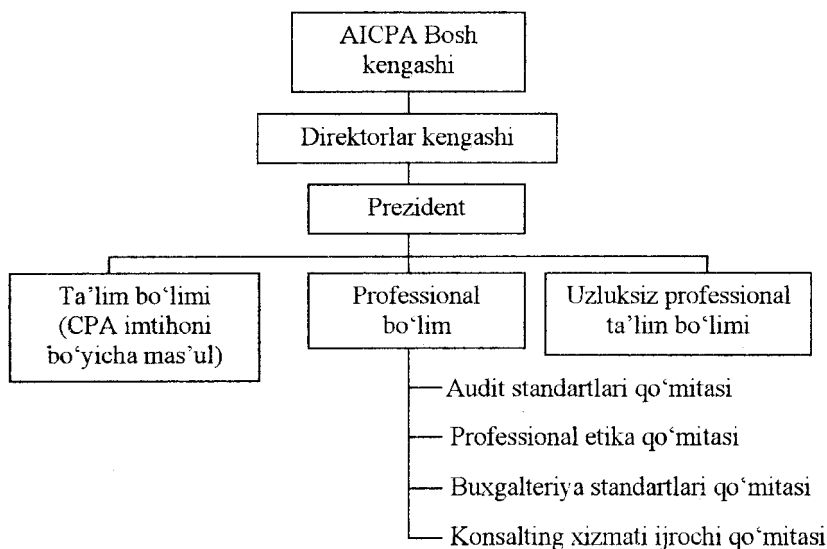 AICPA Bosh
kengashi
Direktorlar kengashi
Prezident
Ta’lim bo‘limi
(CPA imtihoni
bo‘yicha mas’ul)
Professional
bo‘lim
Uzluksiz professional
ta’lim bo‘limi
Audit standartlari qo‘mitasi
Professional etika qo‘mitasi
Buxgalteriya standartlari qo‘mitasi
Konsalting xizmati ijrochi qo‘mitasi